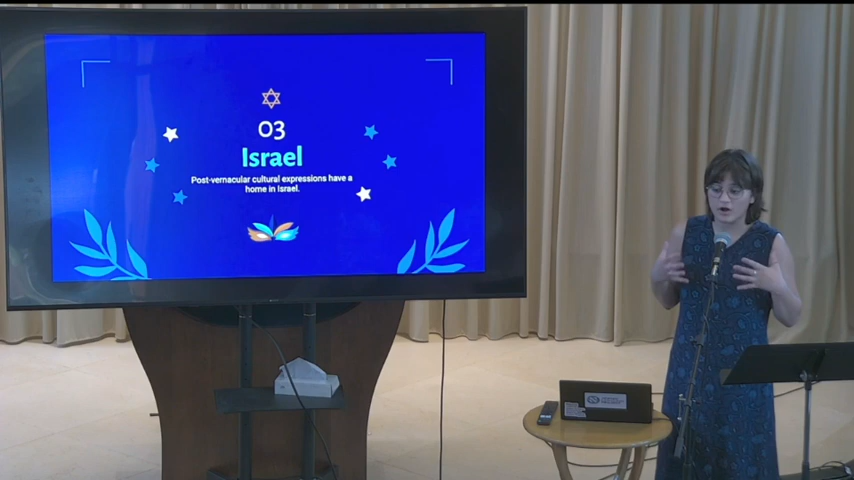 03
Israel
Post-vernacular cultural expressions have a
home in Israel.